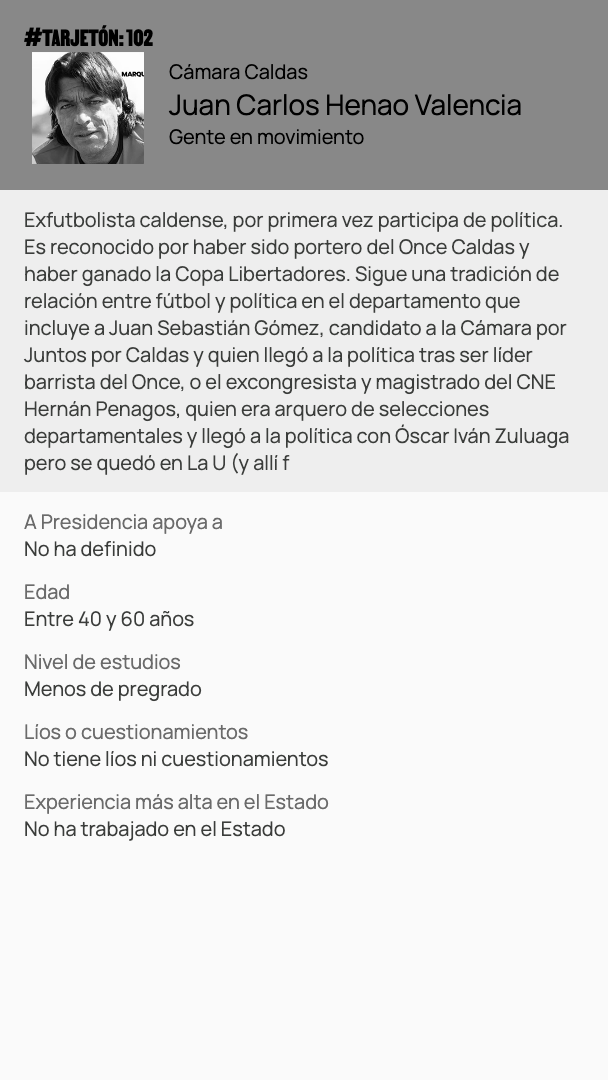 #TARJETÓN: 102
MARQU
Cámara Caldas
Juan Carlos Henao Valencia
Gente en movimiento
Exfutbolista caldense, por primera vez participa de política.
Es reconocido por haber sido portero del Once Caldas y
haber ganado la Copa Libertadores. Sigue una tradición de
relación entre fútbol y política en el departamento que
incluye a Juan Sebastián Gómez, candidato a la Cámara por
Juntos por Caldas y quien llegó a la política tras ser líder
barrista del Once, o el excongresista y magistrado del CNE
Hernán Penagos, quien era arquero de selecciones
departamentales y llegó a la política con Óscar Iván Zuluaga
pero se quedó en La U (y allí f
A Presidencia apoya a
No ha definido
Edad
Entre 40 y 60 años
Nivel de estudios
Menos de pregrado
Líos o cuestionamientos
No tiene líos ni cuestionamientos
Experiencia más alta en el Estado
No ha trabajado en el Estado